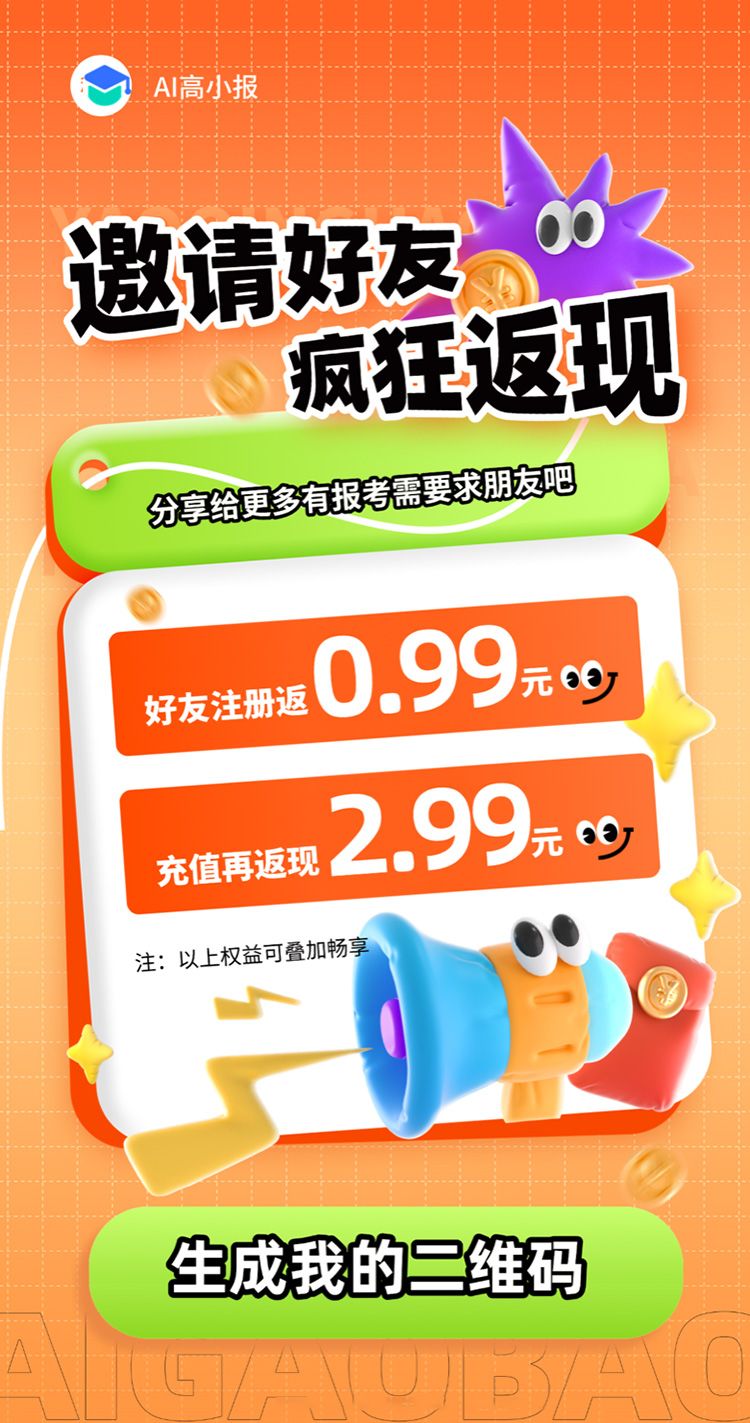 AI高小报
邀请好友
疯狂返现
分享给更多有报考需要求朋友吧
好友注册返0.99元
充值再返现2.99元
注：以上权益可叠加畅享
生成我的二维码
AIGAOBAO